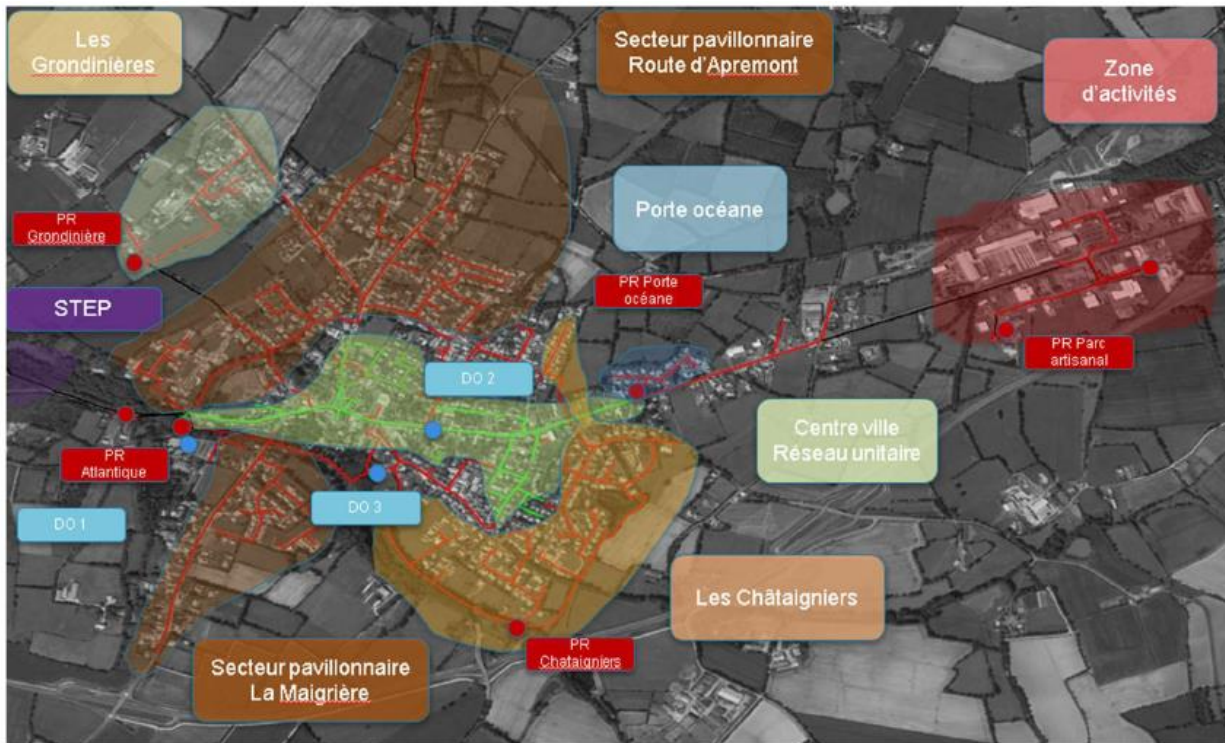 Les
Grondinières
Secteur pavillonnaire
Route d'Apremont
Zone
d'activités
Porte océane
PR
Grondinière
PR Porte
océane
STEP
PR Parc
artisanal
DO 2
Centre ville
Réseau unitaire
PR
Atlantique
DO 3
DO 1
Les Châtaigniers
PR
Chataigniers
Secteur pavillonnaire
La Maigrière